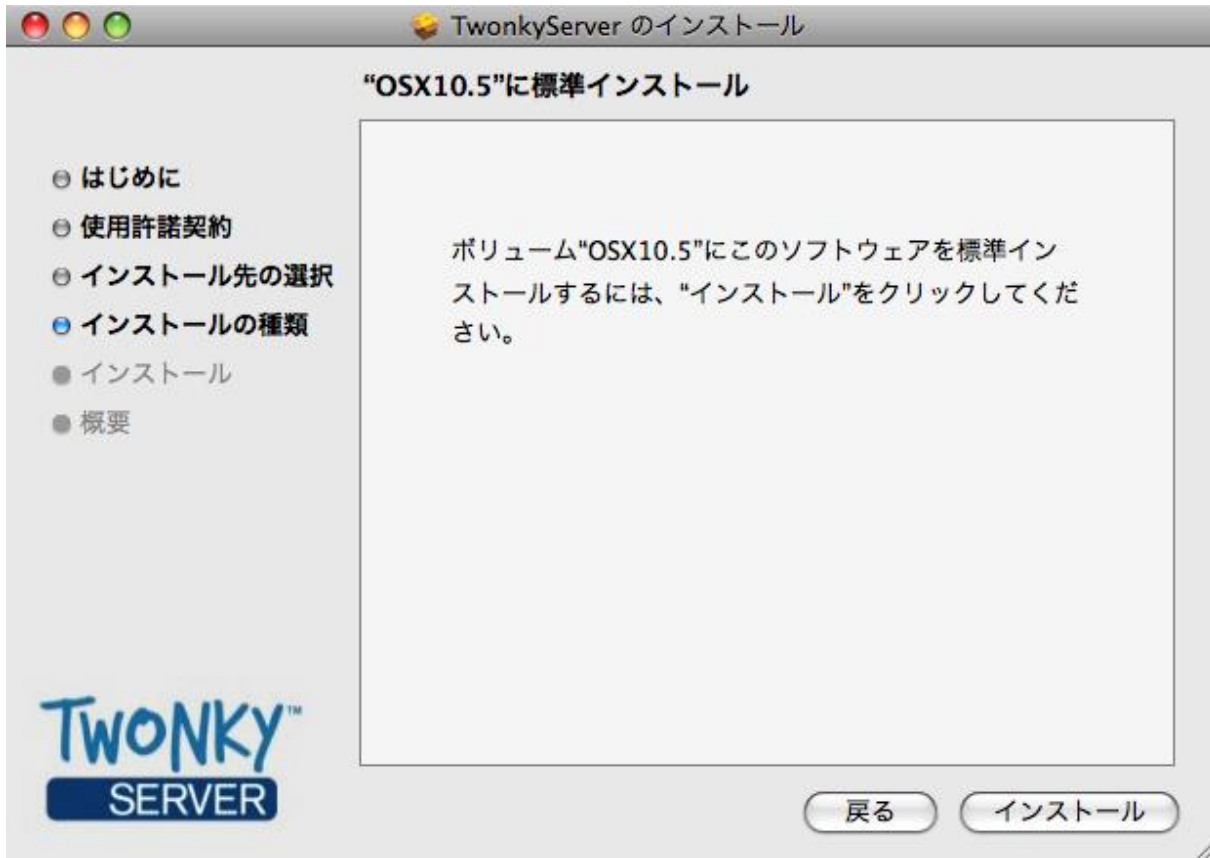 TwonkyServer のインストール
“OSX10.5”に標準インストール
はじめに
使用許諾契約
インストール先の選択
インストールの種類
インストール
概要
ボリューム“OSX10.5”にこのソフトウェアを標準イン
ストールするには、“インストール”をクリックしてくだ
さい。
TWONKY™
SERVER
戻る
インストール